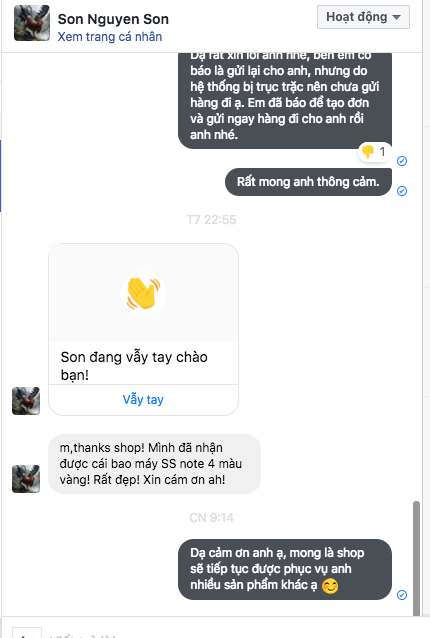 Son Nguyen Son
Xem trang cá nhân
Hoạt động
Dạ rất xin lỗi anh nhé, bên em có
báo là gửi lại cho anh, nhưng do
hệ thống bị trục trặc nên chưa gửi
hàng đi ạ. Em đã báo để tạo đơn
và gửi ngay hàng đi cho anh rồi
anh nhé.
1
Rất mong anh thông cảm.
T7 22:55
Son đang vẫy tay chào
bạn!
Vẫy tay
m,thanks shop! Mình đã nhận
được cái bao máy SS note 4 màu
vàng! Rất đẹp! Xin cám ơn ah!
CN 9:14
Dạ cảm ơn anh ạ, mong là shop
sẽ tiếp tục được phục vụ anh
nhiều sản phẩm khác ạ